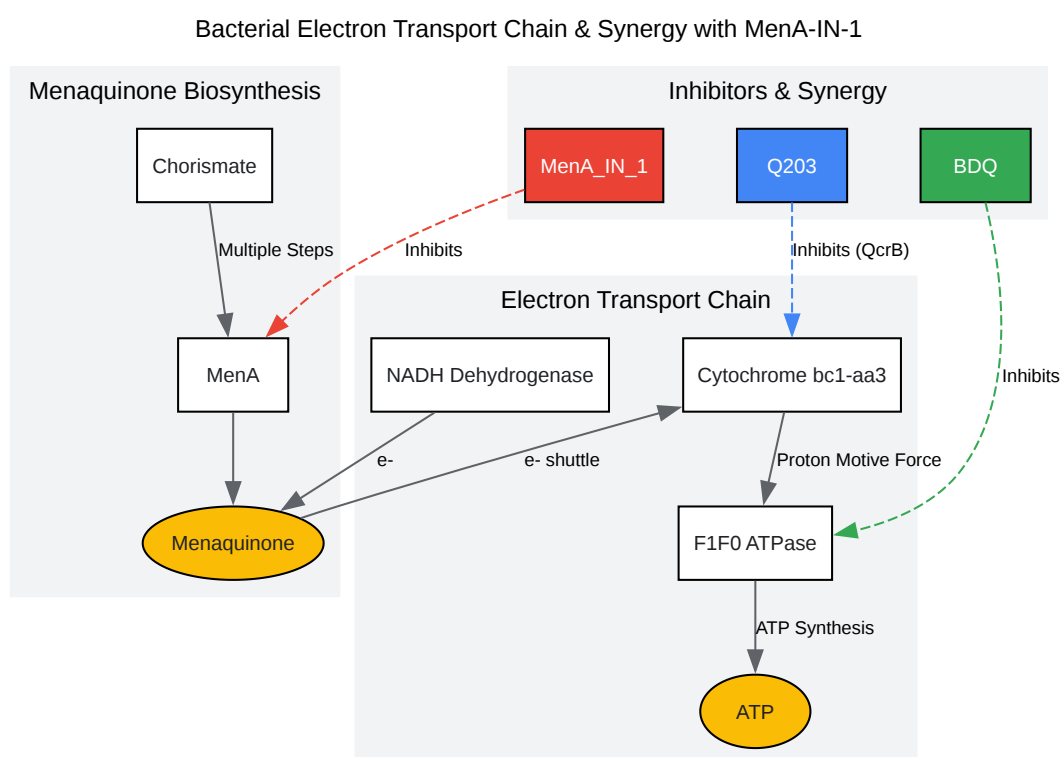 Bacterial Electron Transport Chain & Synergy with MenA-IN-1
Menaquinone Biosynthesis
Inhibitors & Synergy
Chorismate
MenA_IN_1
Q203
BDQ
Multiple Steps
Inhibits
Inhibits (QcrB)
Electron Transport Chain
MenA
NADH Dehydrogenase
Cytochrome bc1-aa3
Inhibits
e-
e- shuttle
Proton Motive Force
Menaquinone
F1F0 ATPase
ATP Synthesis
ATP